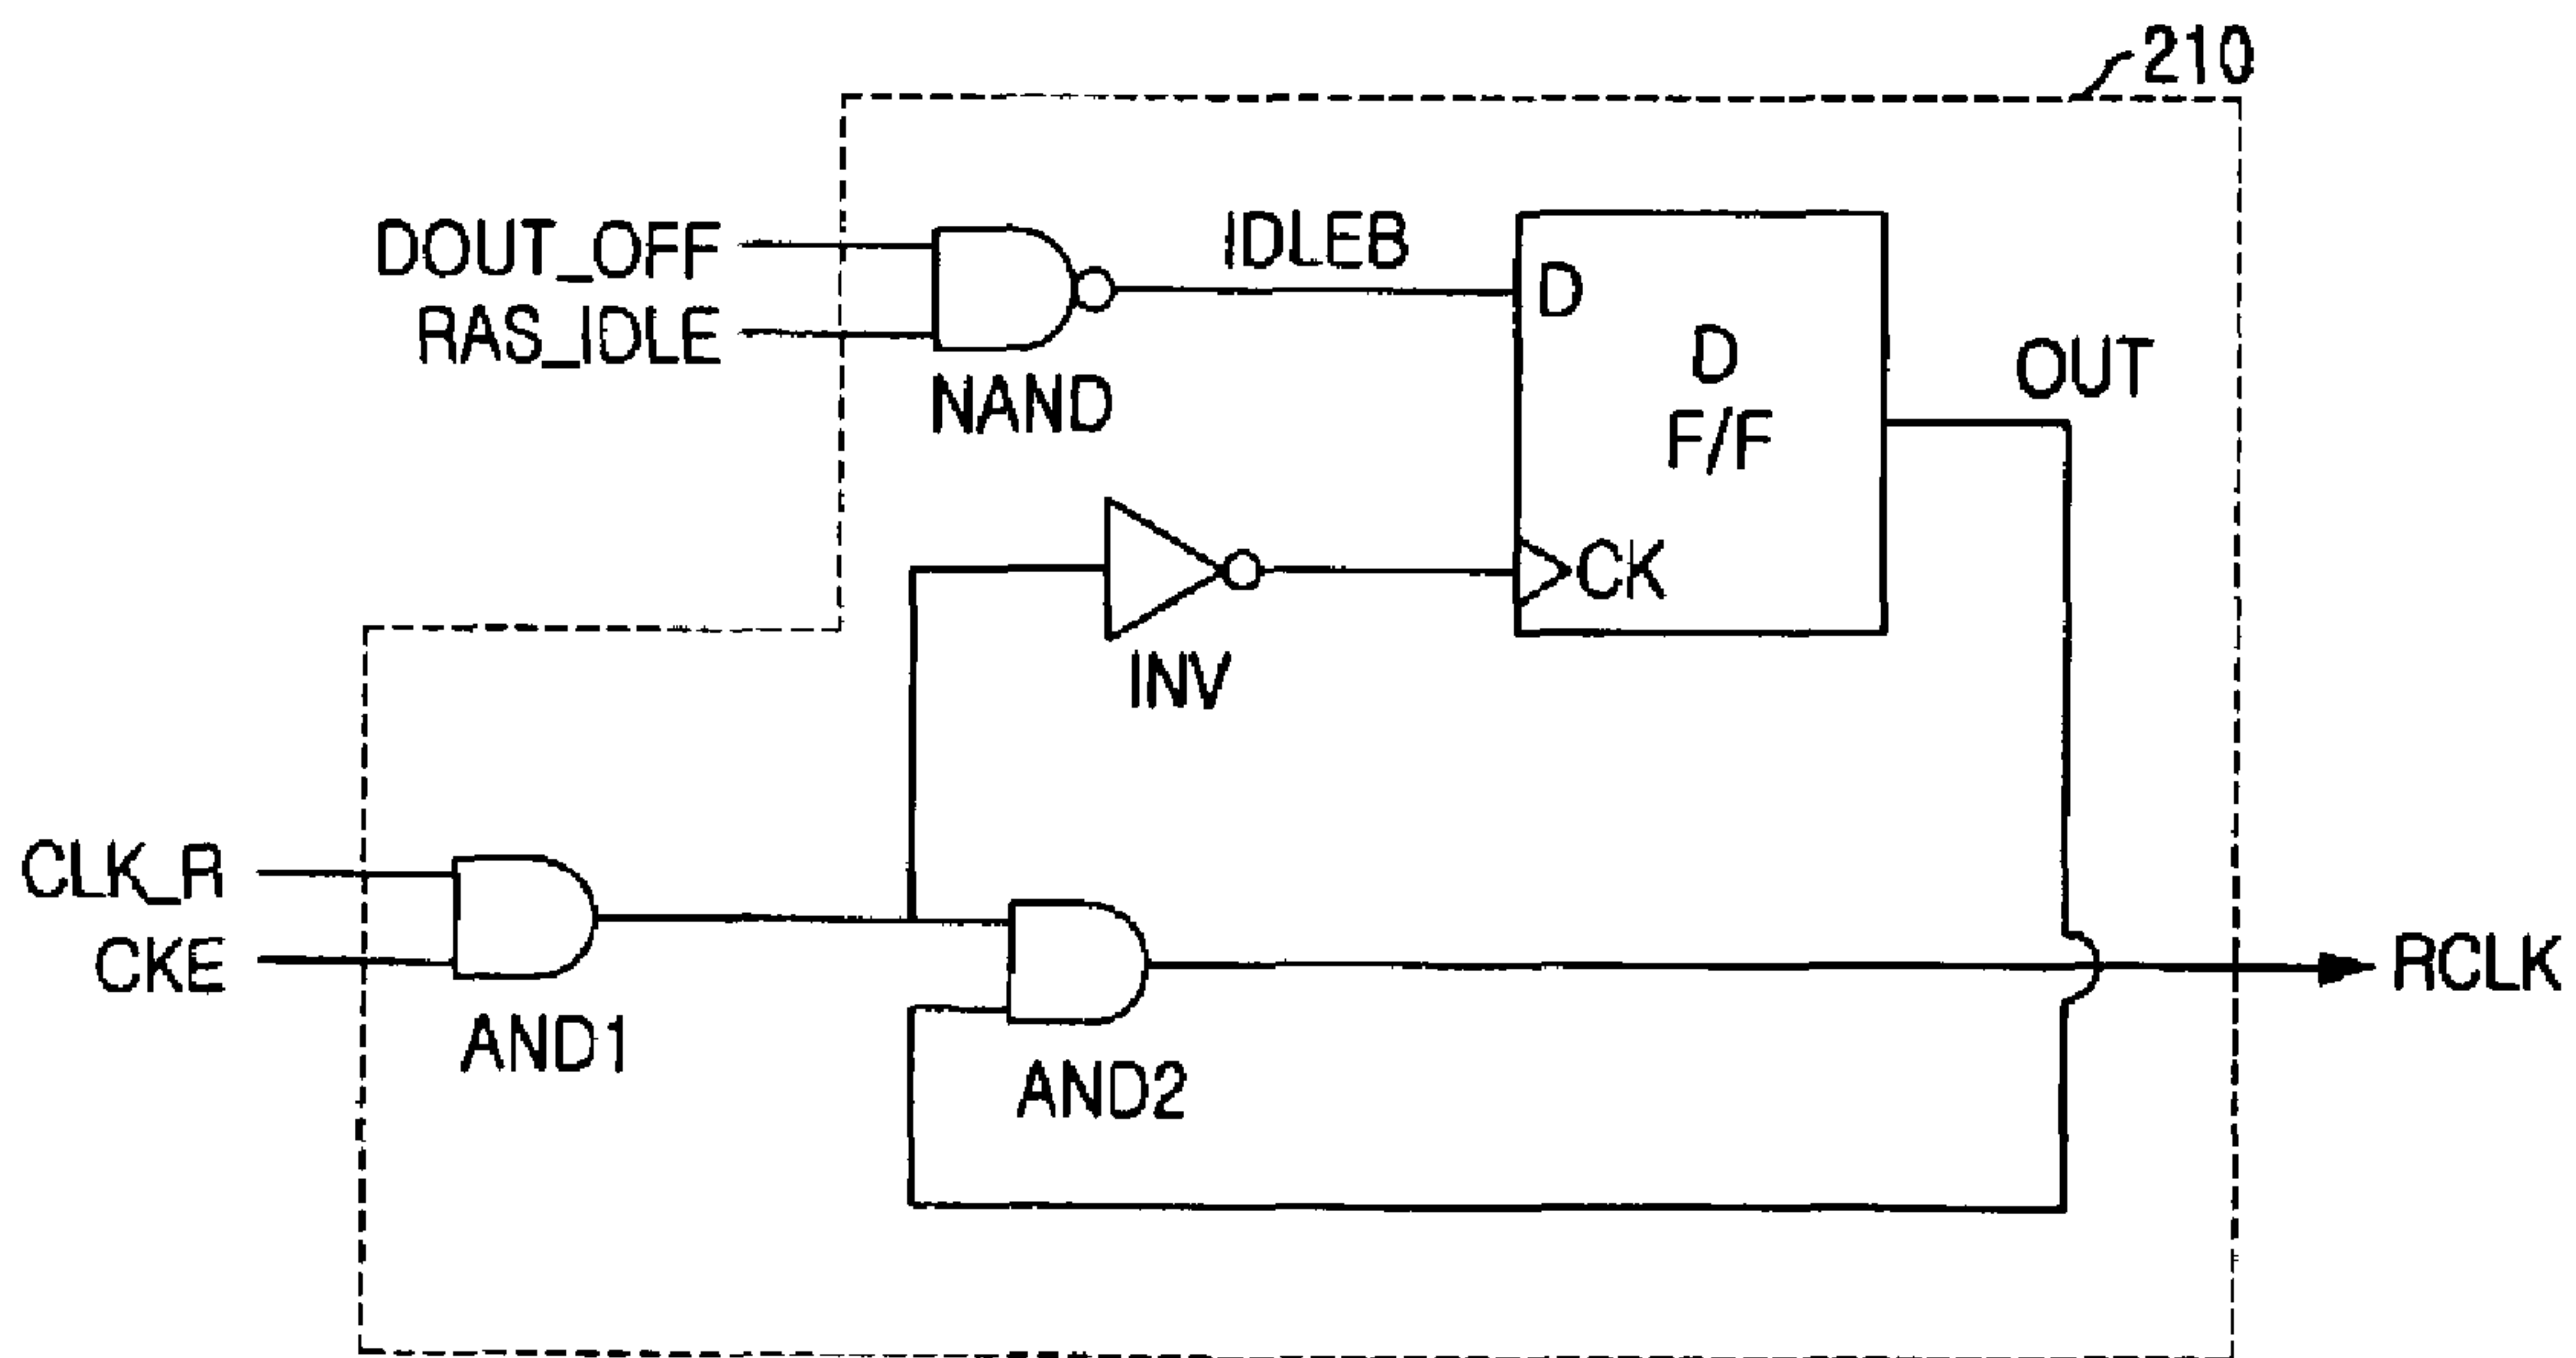 210
DOUT_OFF
RAS_IDLE
NAND
IDLEB
D
D
F/F
CK
OUT
INV
CLK_R
CKE
AND1
AND2
RCLK